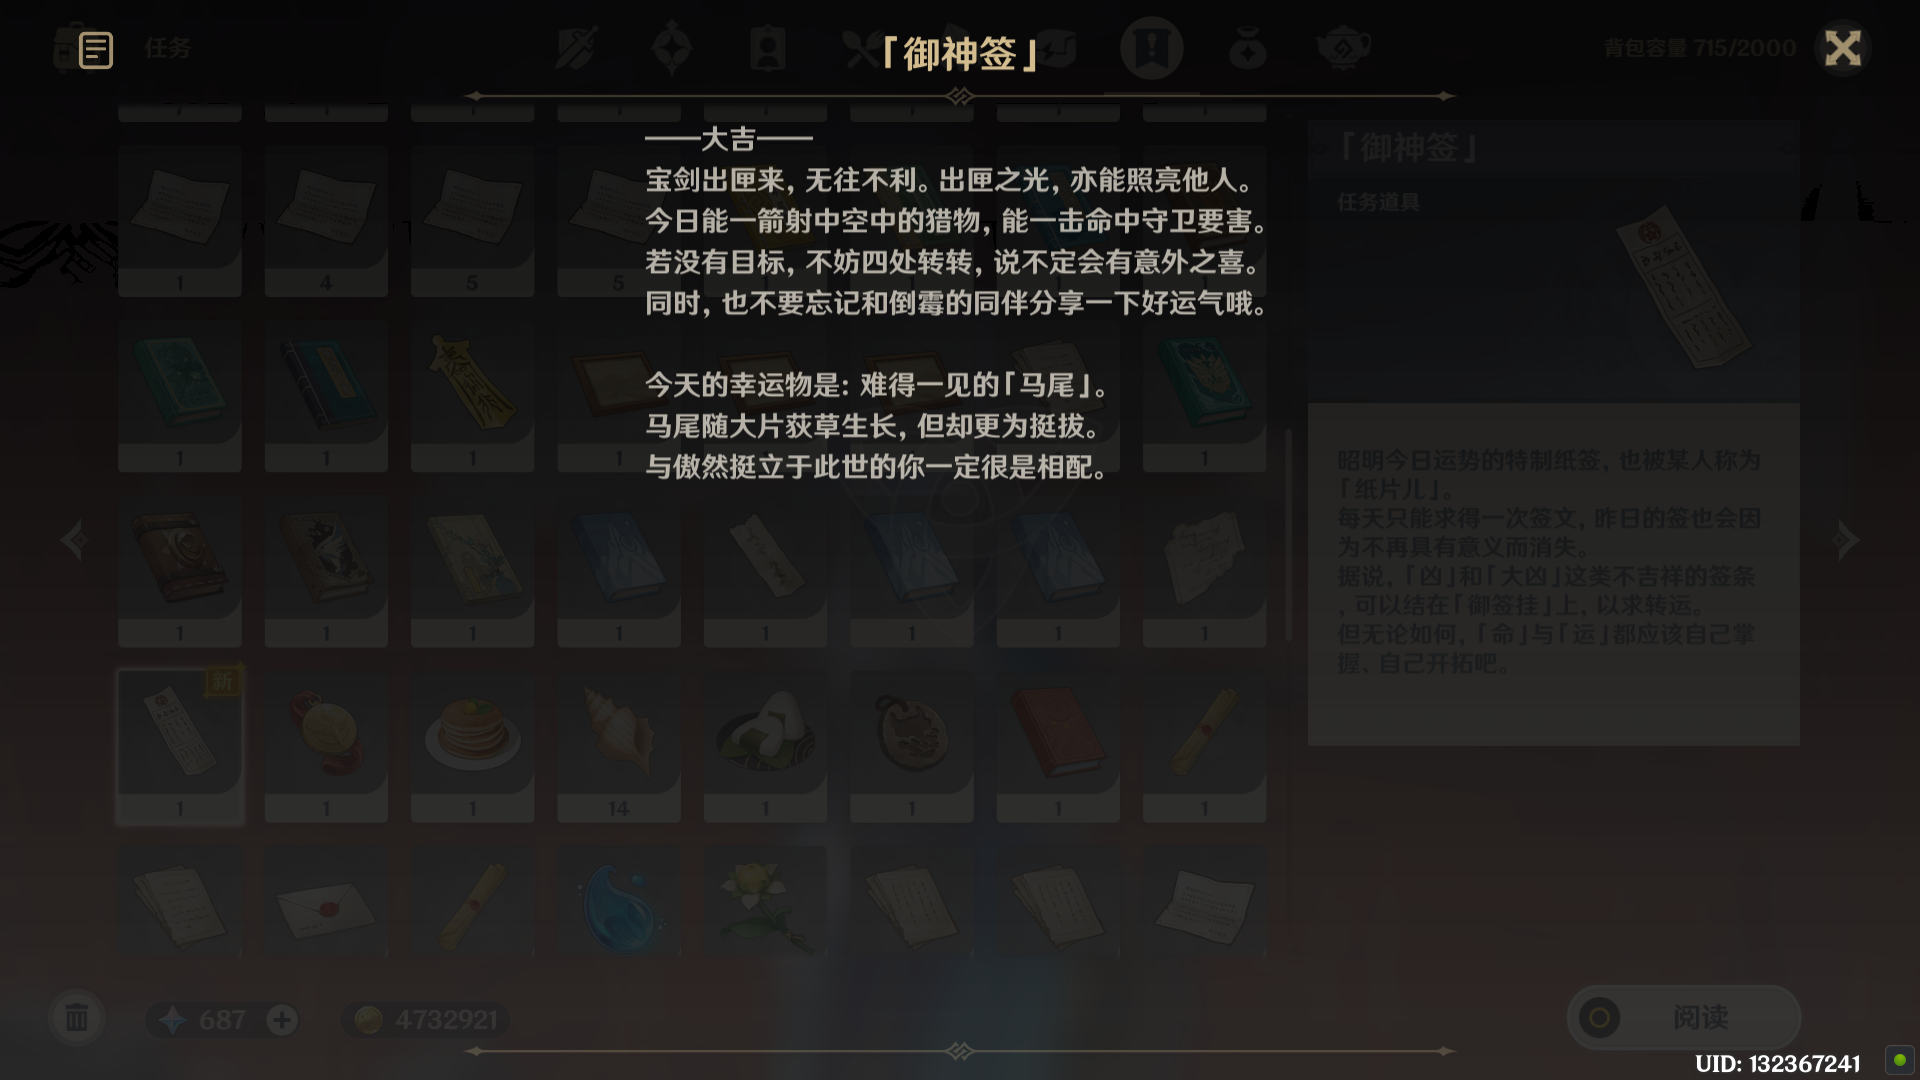 任务
「御神签」
背包容量 715/2000
——大吉——
宝剑出匣来，无往不利。出匣之光，亦能照亮他人。
今日能一箭射中空中的猎物，能一击命中守卫要害。
若没有目标，不妨四处转转，说不定会有意外之喜。
同时，也不要忘记和倒霉的同伴分享一下好运气哦。
今天的幸运物是：难得一见的「马尾」。
马尾随大片荻草生长，但却更为挺拔。
与傲然挺立于此世的你一定很是相配。
「御神签」
任务道具
昭明今日运势的特制纸签，也被某人称为
「纸片儿」。
每天只能求得一次签文，昨日的签也会因
为不再具有意义而消失。
据说，「凶」和「大凶」这类不吉祥的签条
，可以结在「御签挂」上，以求转运。
但无论如何，「命」与「运」都应该自己掌
握、自己开拓吧。
1 4 5 5
1 1 1 1 1
1 1 1 1 1 1 1 1
新
1 1 1 14 1 1 1 1
687
4732921
阅读
UID: 132367241